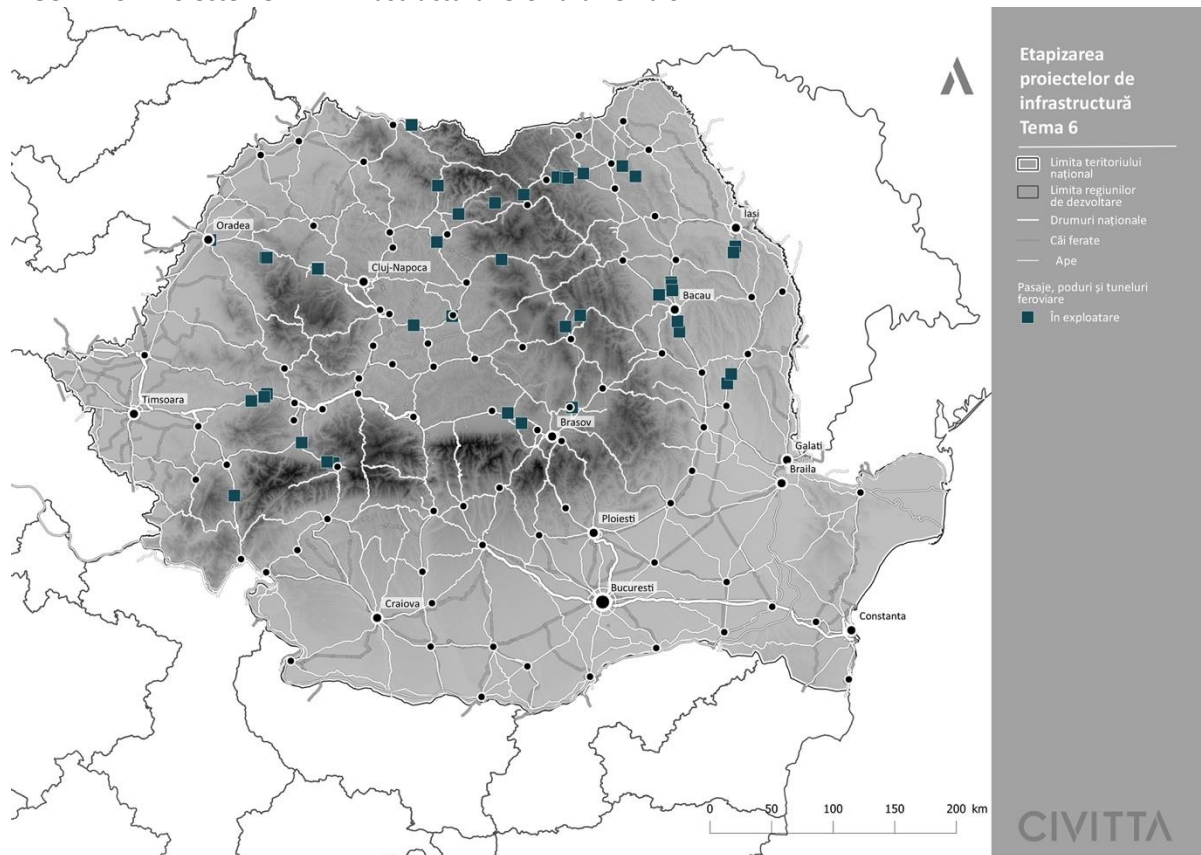 Etapizarea
proiectelor de
infrastructură
Tema 6
Limita teritoriului
național
Limita regiunilor
de dezvoltare
Drumuri naționale
Căi ferate
Ape
Pasaje, poduri și tuneluri
feroviare
În exploatare
Oradea
Iași
Cluj-Napoca
Bacau
Timsoara
Brasov
Galati
Braila
Ploiesti
Bucuresti
Craiova
Constanta
0 50 100 150 200 km
CIVITTA